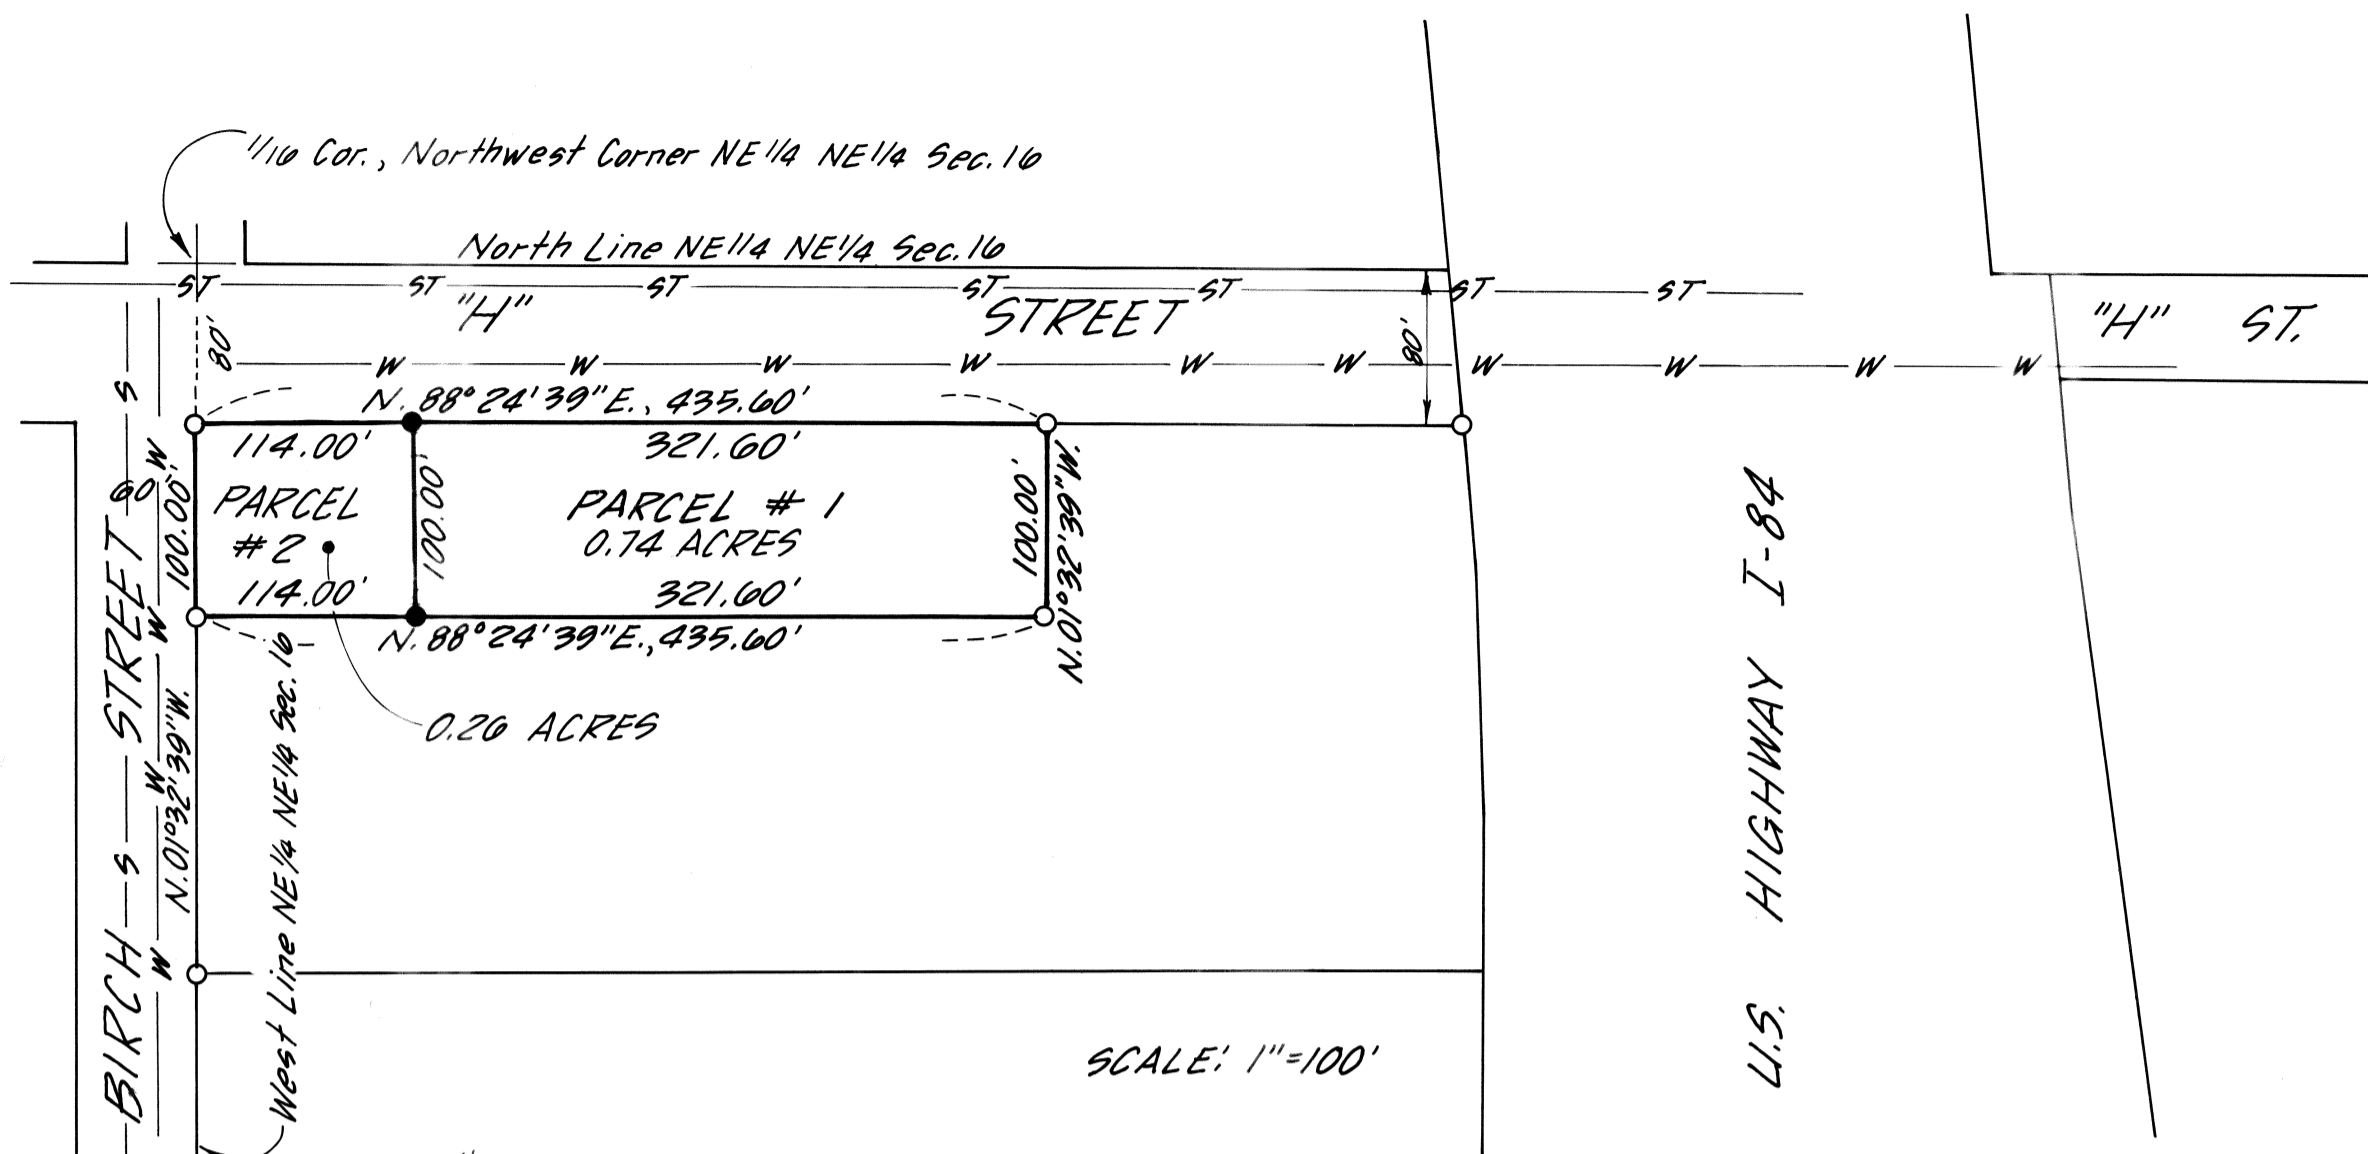 1/16 Cor., Northwest Corner NE1/4 NE1/4 Sec.16
North Line NE1/4 NE1/4 Sec.16
ST ST ST ST ST ST ST
"H" STREET
"H" ST.
80'
80'
W W W W W W W W W W
N. 88°24'39"E., 435.60'
114.00'
321.60'
PARCEL
#2
114.00'
100.00'
PARCEL # 1
0.74 ACRES
321.60'
100.00'
N.01°32'39"W.
N. 88°24'39"E., 435.60'
0.26 ACRES
60'
100.00'
N.01°32'39"W.
S S
W W W W
BIRCH STREET
West Line NE1/4 NE1/4 Sec. 16
U.S. HIGHWAY I-84
SCALE: 1"=100'